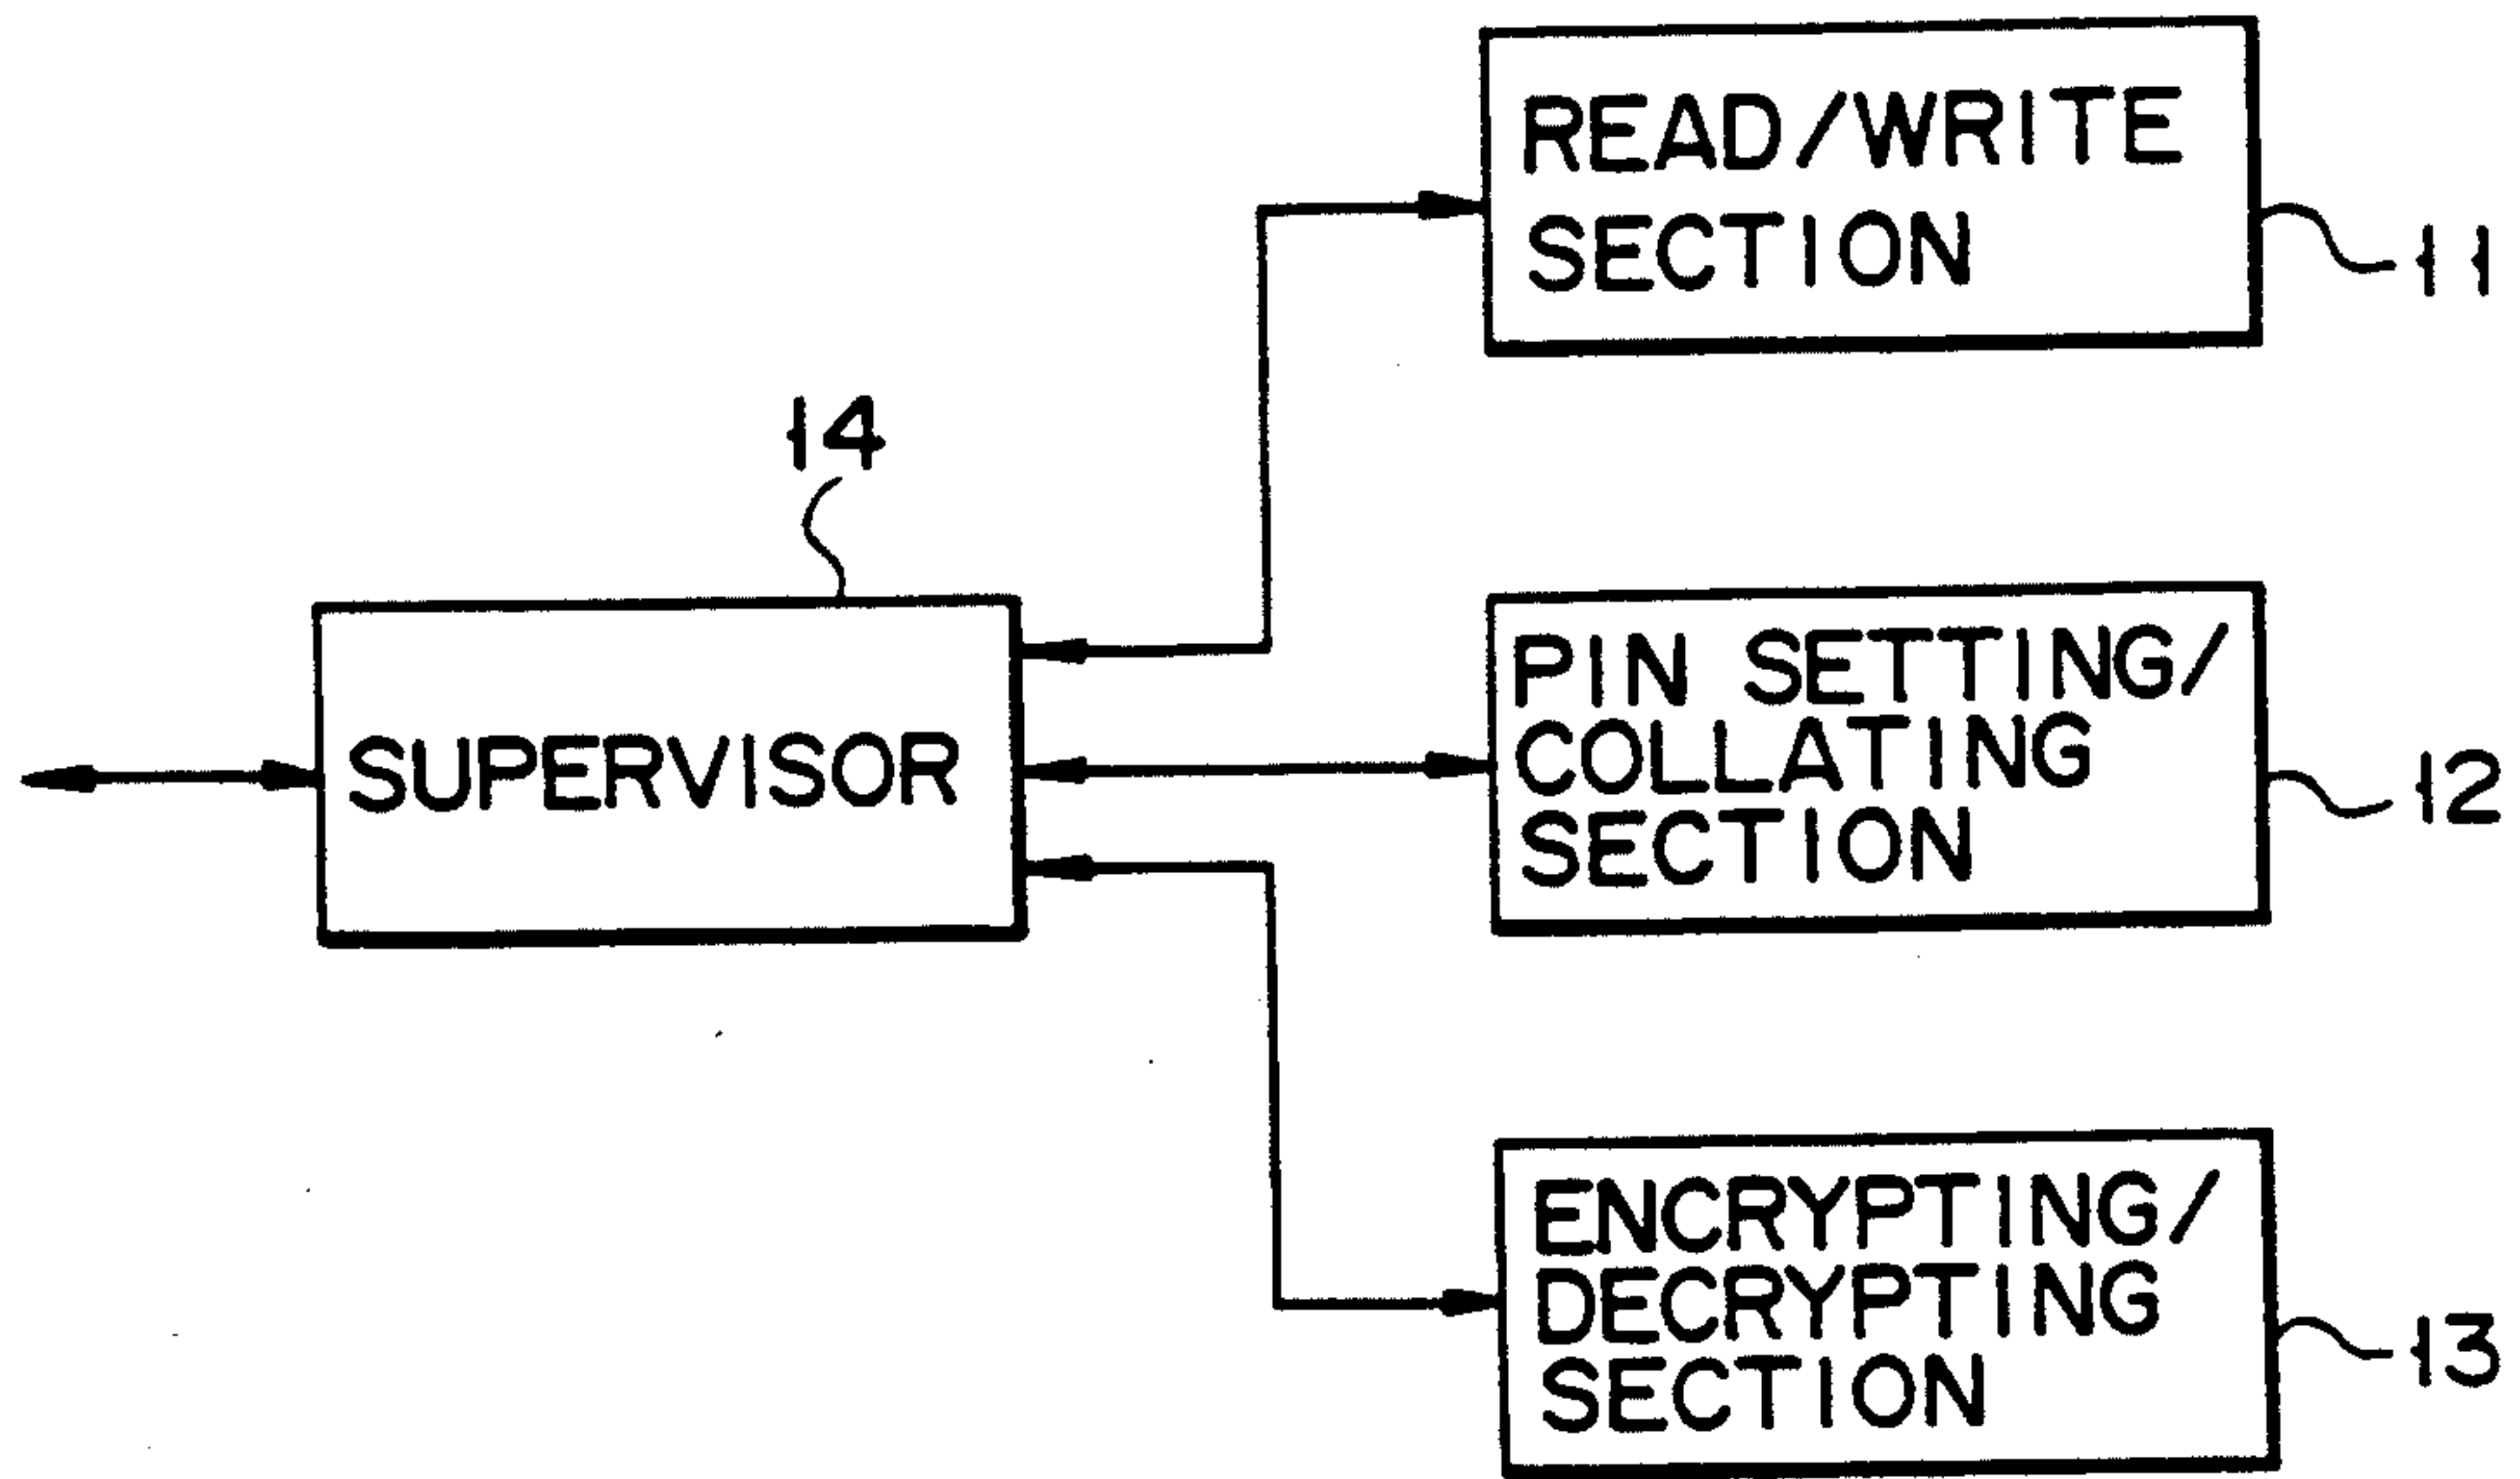 READ/WRITE
SECTION
11
14
SUPERVISOR
PIN SETTING/
COLLATING
SECTION
12
ENCRYPTING/
DECRYPTING
SECTION
13